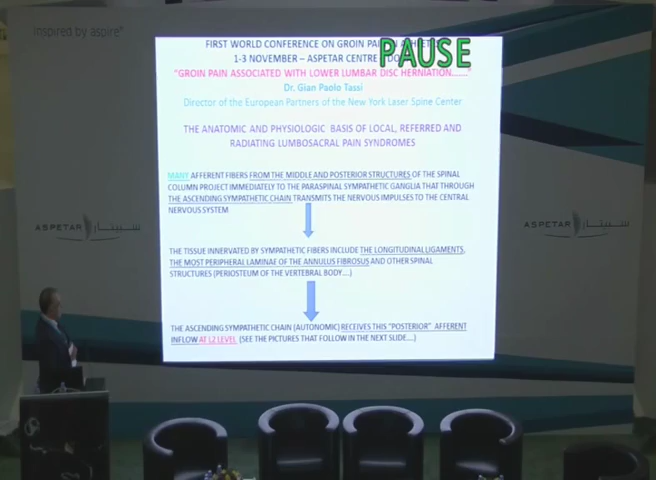 Inspired by aspire
FIRST WORLD CONFERENCE ON GROIN PAIN
PAUSE
1-3 NOVEMBER – ASPETAR CENTRE
"GROIN PAIN ASSOCIATED WITH LOWER LUMBAR DISC HERNIATION......"
Dr. Gian Paolo Tassi
Director of the European Partners of the New York Laser Spine Center
THE ANATOMIC AND PHYSIOLOGIC BASIS OF LOCAL, REFERRED AND
RADIATING LUMBOSACRAL PAIN SYNDROMES
MANY AFFERENT FIBERS FROM THE MIDDLE AND POSTERIOR STRUCTURES OF THE SPINAL
COLUMN PROJECT IMMEDIATELY TO THE PARASPINAL SYMPATHETIC GANGLIA THAT THROUGH
THE ASCENDING SYMPATHETIC CHAIN TRANSMITS THE NERVOUS IMPULSES TO THE CENTRAL
NERVOUS SYSTEM
ASPETAR سبيتار
ASPETAR سبيتار
THE TISSUE INNERVATED BY SYMPATHETIC FIBERS INCLUDE THE LONGITUDINAL LIGAMENTS,
THE MOST PERIPHERAL LAMINAE OF THE ANNULUS FIBROSUS AND OTHER SPINAL
STRUCTURES (PERIOSTEUM OF THE VERTEBRAL BODY....)
THE ASCENDING SYMPATHETIC CHAIN (AUTONOMIC) RECEIVES THIS "POSTERIOR" AFFERENT
INFLOW AT L2 LEVEL (SEE THE PICTURES THAT FOLLOW IN THE NEXT SLIDE....)